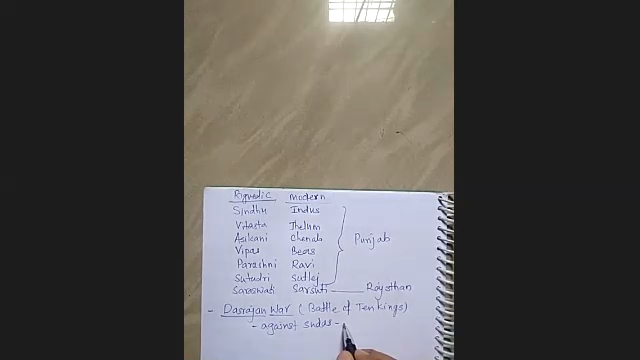 Rigvedic Modern
Sindhu Indus
Vitasta Jhelum
Asikani Chenab
Vipas Beas
Parashni Ravi
Sutudri Sutlej
Saraswati Sarsuti Rajsthan
Punjab
- Dasrajan War (Battle of Ten kings)
- against sudas -